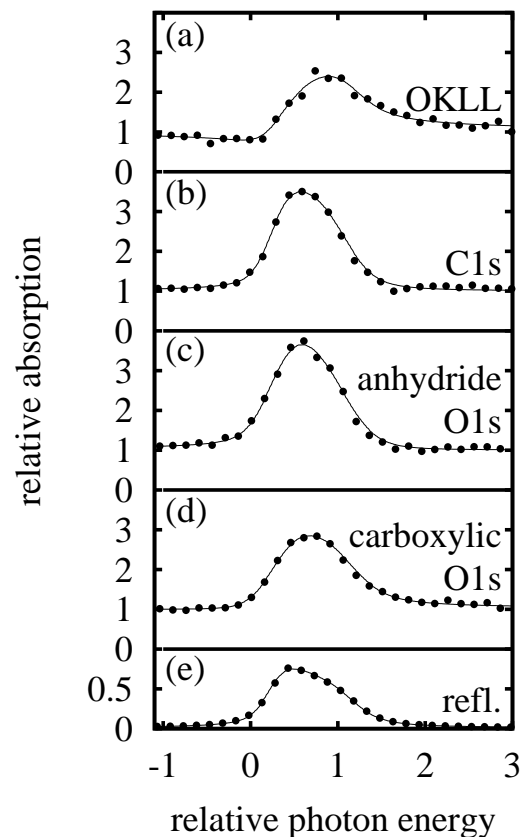 (a)
3
2
1
0
OKLL
(b)
3
2
1
0
C1s
(c)
3
2
1
0
anhydride
O1s
(d)
3
2
1
0
carboxylic
O1s
(e)
0.5
0
refl.
relative absorption
-1 0 1 2 3
relative photon energy